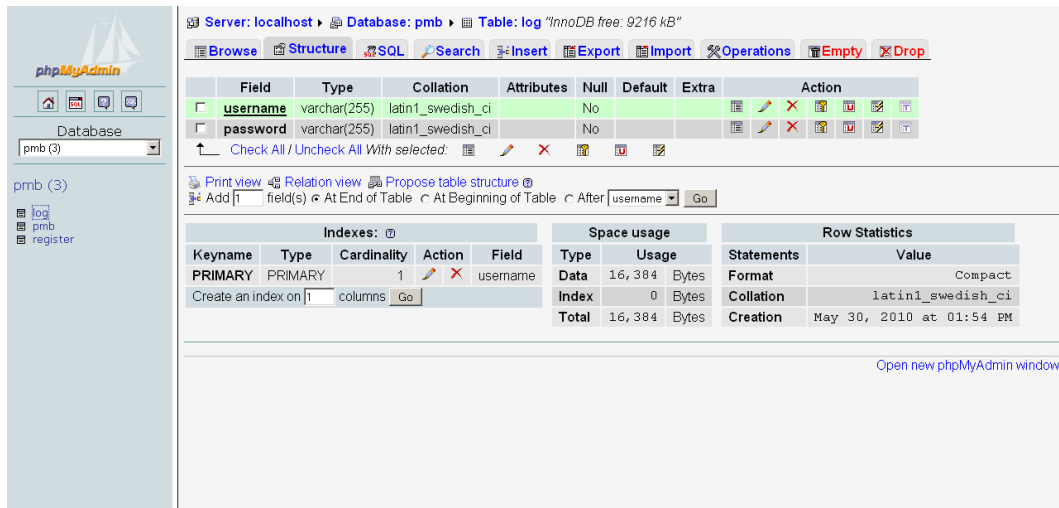 Server: localhost ▸ Database: pmb ▸ Table: log "InnoDB free: 9216 kB"
Browse Structure SQL Search Insert Export Import Operations Empty Drop
phpMyAdmin
SQL
Database
pmb (3)
pmb (3)
log
pmb
register
Field Type Collation Attributes Null Default Extra Action
username varchar(255) latin1_swedish_ci No
password varchar(255) latin1_swedish_ci No
Check All / Uncheck All With selected:
Print view Relation view Propose table structure
Add 1 field(s) At End of Table At Beginning of Table After username Go
Indexes:
Keyname Type Cardinality Action Field
PRIMARY PRIMARY 1 username
Create an index on 1 columns Go
Space usage
Type Usage
Data 16,384 Bytes
Index 0 Bytes
Total 16,384 Bytes
Row Statistics
Statements Value
Format Compact
Collation latin1_swedish_ci
Creation May 30, 2010 at 01:54 PM
Open new phpMyAdmin window